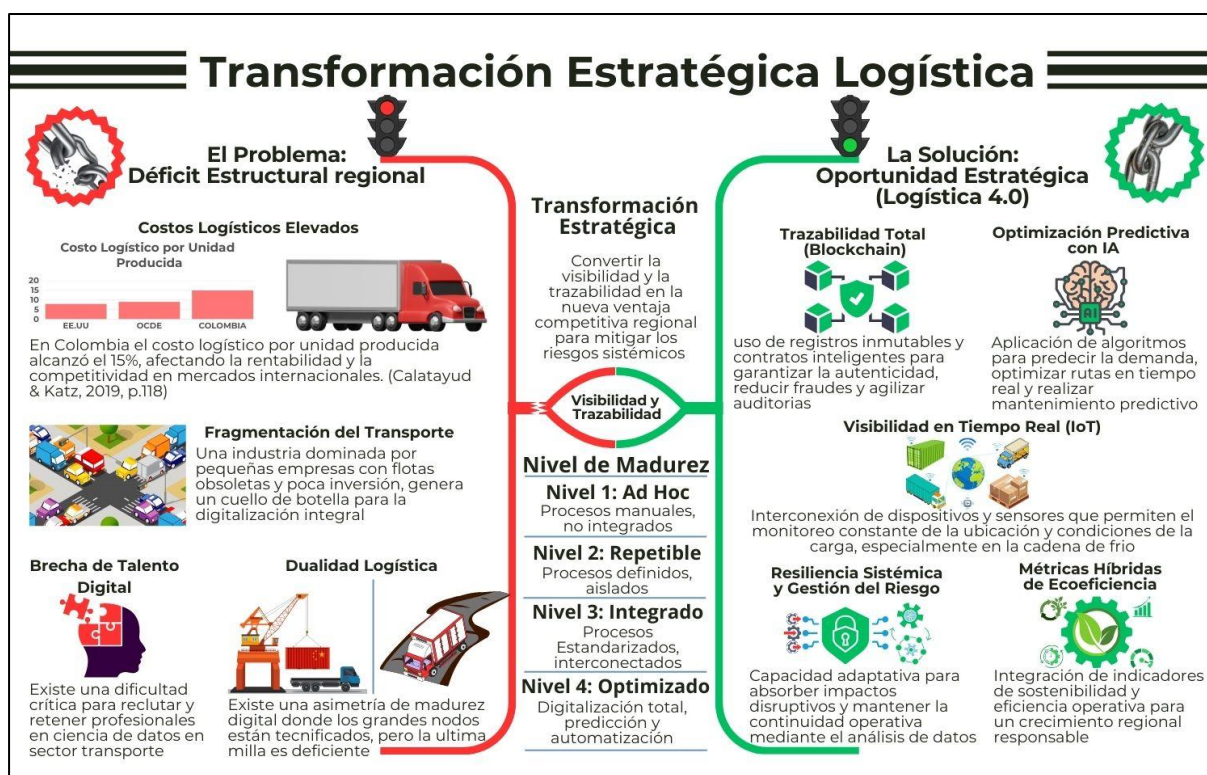 Transformación Estratégica Logística
El Problema:
Déficit Estructural regional
Costos Logísticos Elevados
Costo Logístico por Unidad
Producida
20
15
10
5
0
EE.UU
OCDE
COLOMBIA
En Colombia el costo logístico por unidad producida
alcanzó el 15%, afectando la rentabilidad y la
competitividad en mercados internacionales. (Calatayud
& Katz, 2019, p.118)
Fragmentación del Transporte
Una industria dominada por
pequeñas empresas con flotas
obsoletas y poca inversión, genera
un cuello de botella para la
digitalización integral
Brecha de Talento
Digital
Existe una dificultad
crítica para reclutar y
retener profesionales
en ciencia de datos en
sector transporte
Dualidad Logística
Existe una asimetría de madurez
digital donde los grandes nodos
están tecnificados, pero la ultima
milla es deficiente
Transformación
Estratégica
Convertir la
visibilidad y la
trazabilidad en la
nueva ventaja
competitiva regional
para mitigar los
riesgos sistémicos
Visibilidad y
Trazabilidad
Nivel de Madurez
Nivel 1: Ad Hoc
Procesos manuales,
no integrados
Nivel 2: Repetible
Procesos definidos,
aislados
Nivel 3: Integrado
Procesos
Estandarizados,
interconectados
Nivel 4: Optimizado
Digitalización total,
predicción y
automatización
La Solución:
Oportunidad Estratégica
(Logística 4.0)
Trazabilidad Total
(Blockchain)
uso de registros inmutables y
contratos inteligentes para
garantizar la autenticidad,
reducir fraudes y agilizar
auditorias
Optimización Predictiva
con IA
AI
Aplicación de algoritmos
para predecir la demanda,
optimizar rutas en tiempo
real y realizar
mantenimiento predictivo
Visibilidad en Tiempo Real (IoT)
Interconexión de dispositivos y sensores que permiten el
monitoreo constante de la ubicación y condiciones de la
carga, especialmente en la cadena de frio
Resiliencia Sistémica
y Gestión del Riesgo
Capacidad adaptativa para
absorber impactos
disruptivos y mantener la
continuidad operativa
mediante el análisis de datos
Métricas Híbridas
de Ecoeficiencia
Integración de indicadores
de sostenibilidad y
eficiencia operativa para
un crecimiento regional
responsable